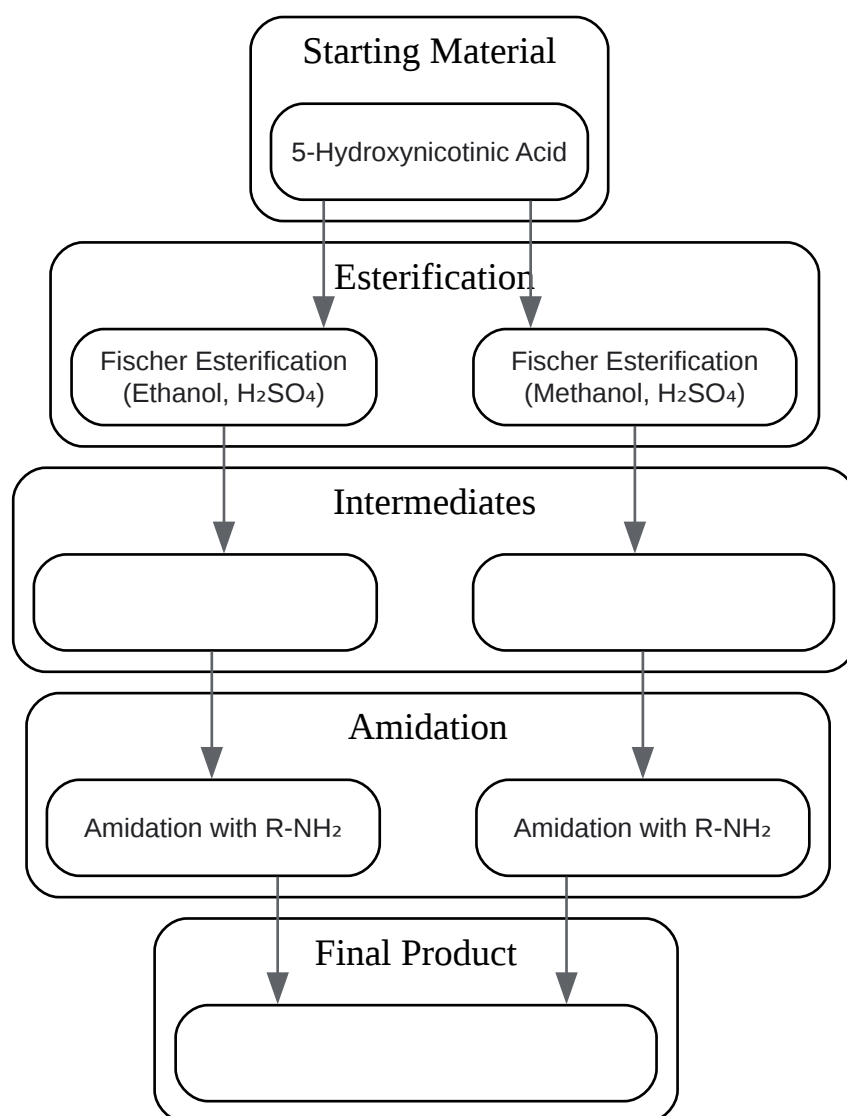 Starting Material
5-Hydroxynicotinic Acid
Esterification
Fischer Esterification
(Ethanol, H₂SO₄)
Fischer Esterification
(Methanol, H₂SO₄)
Intermediates
Amidation
Amidation with R-NH₂
Amidation with R-NH₂
Final Product